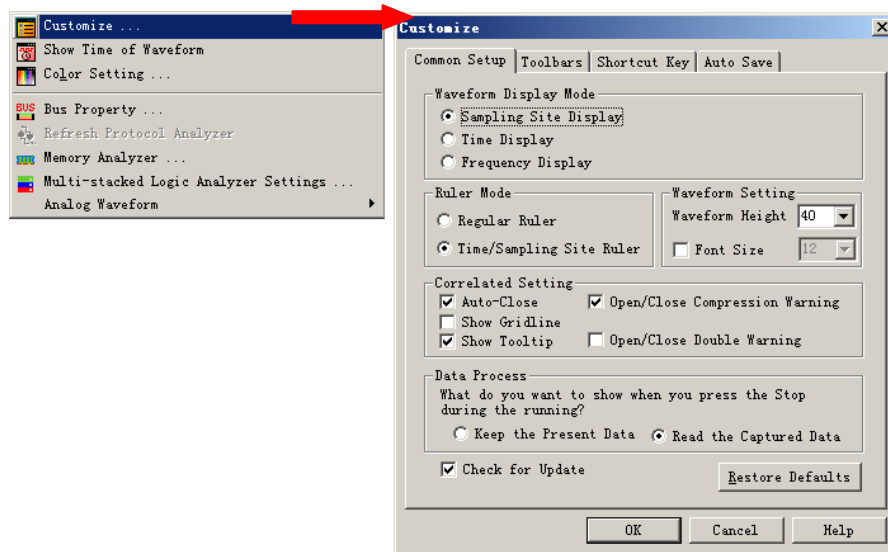 Customize ...
Show Time of Waveform
Color Setting ...
BUS Bus Property ...
Refresh Protocol Analyzer
Memory Analyzer ...
Multi-stacked Logic Analyzer Settings ...
Analog Waveform
Customize
Common Setup Toolbars Shortcut Key Auto Save
Waveform Display Mode
Sampling Site Display
Time Display
Frequency Display
Ruler Mode
Regular Ruler
Time/Sampling Site Ruler
Waveform Setting
Waveform Height 40
Font Size 12
Correlated Setting
Auto-Close Open/Close Compression Warning
Show Gridline
Show Tooltip Open/Close Double Warning
Data Process
What do you want to show when you press the Stop
during the running?
Keep the Present Data Read the Captured Data
Check for Update
Restore Defaults
OK Cancel Help